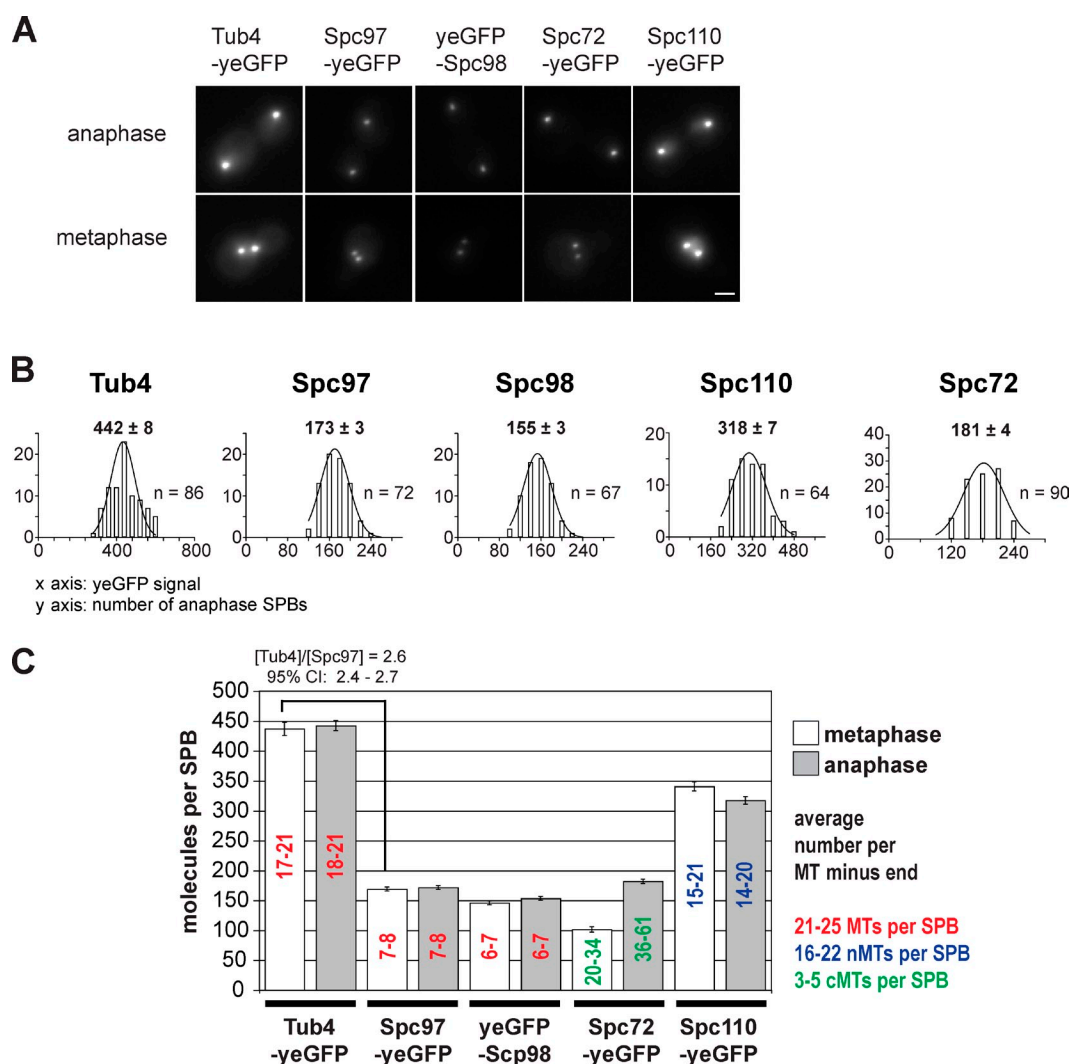 A
Tub4 -yeGFP
Spc97 -yeGFP
yeGFP -Spc98
Spc72 -yeGFP
Spc110 -yeGFP
anaphase
metaphase
B
Tub4
Spc97
Spc98
Spc110
Spc72
442 ± 8
173 ± 3
155 ± 3
318 ± 7
181 ± 4
20
10
0
n = 86
0 400 800
20
10
0
n = 72
0 160 240
20
10
0
n = 67
0 160 240
20
10
0
n = 64
0 160 320 480
40
30
20
10
0
n = 90
0 120 240
x axis: yeGFP signal
y axis: number of anaphase SPBs
C
[Tub4]/[Spc97] = 2.6
95% CI: 2.4 - 2.7
molecules per SPB
500
450
400
350
300
250
200
150
100
50
0
17-21
18-21
7-8
7-8
6-7
6-7
20-34
36-61
15-21
14-20
Tub4 -yeGFP
Spc97 -yeGFP
yeGFP -Scp98
Spc72 -yeGFP
Spc110 -yeGFP
metaphase
anaphase
average
number per
MT minus end
21-25 MTs per SPB
16-22 nMTs per SPB
3-5 cMTs per SPB